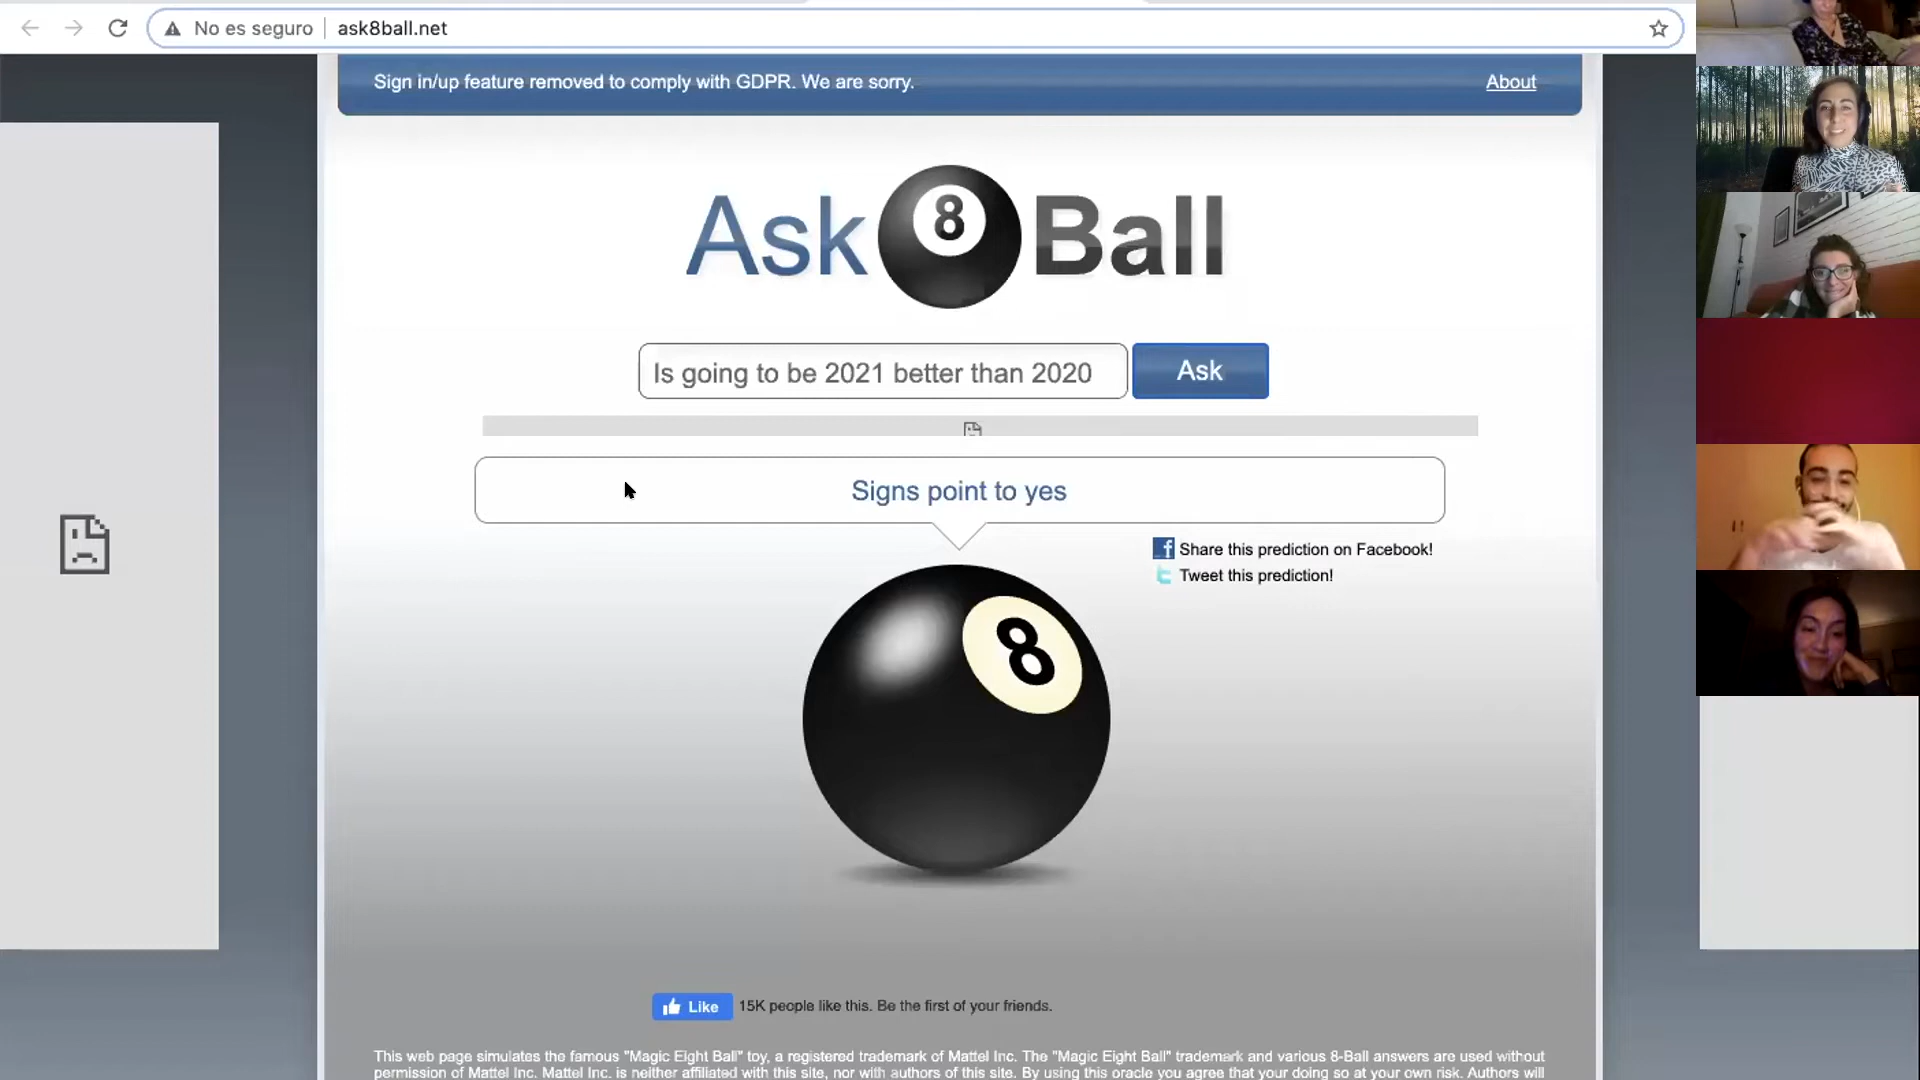 No es seguro ask8ball.net
Sign in/up feature removed to comply with GDPR. We are sorry. About
Ask 8 Ball
Is going to be 2021 better than 2020 Ask
Signs point to yes
Share this prediction on Facebook!
Tweet this prediction!
8
Like 15K people like this. Be the first of your friends.
This web page simulates the famous "Magic Eight Ball" toy, a registered trademark of Mattel Inc. The "Magic Eight Ball" trademark and various 8-Ball answers are used without
permission of Mattel Inc. Mattel Inc. is neither affiliated with this site, nor with authors of this site. By using this oracle you agree that your doing so at your own risk. Authors will